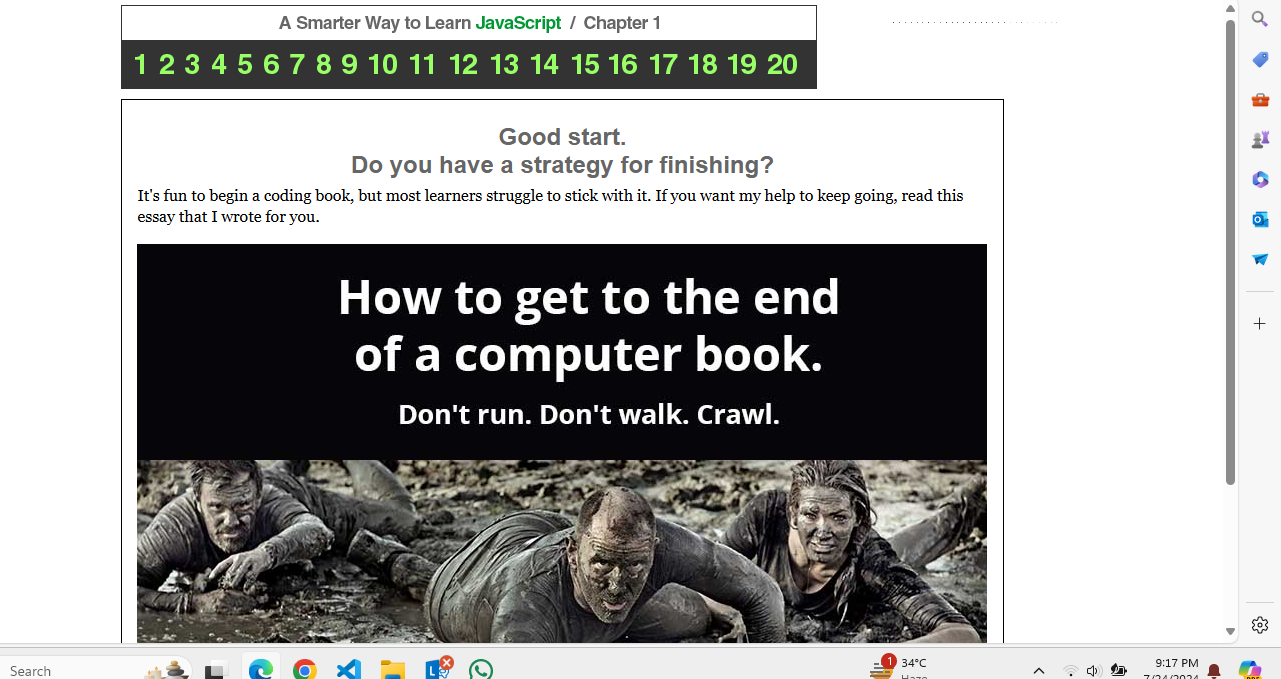 A Smarter Way to Learn JavaScript / Chapter 1
1 2 3 4 5 6 7 8 9 10 11 12 13 14 15 16 17 18 19 20
Good start.
Do you have a strategy for finishing?
It's fun to begin a coding book, but most learners struggle to stick with it. If you want my help to keep going, read this
essay that I wrote for you.
How to get to the end
of a computer book.
Don't run. Don't walk. Crawl.
Search
1
34°C
Haze
9:17 PM
7/24/2024